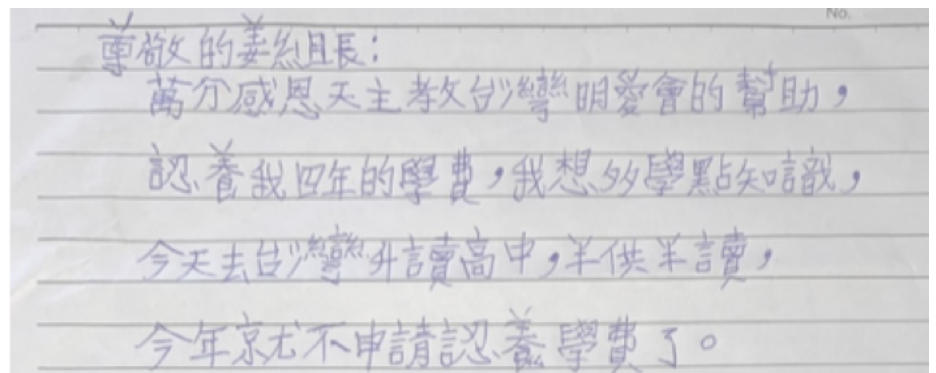 No.
尊敬的姜組長：
萬分感恩天主教台灣明愛會的幫助，
認養我四年的學費，我想多學點知識，
今天去台灣升讀高中，半供半讀，
今年就不申請認養學費了。